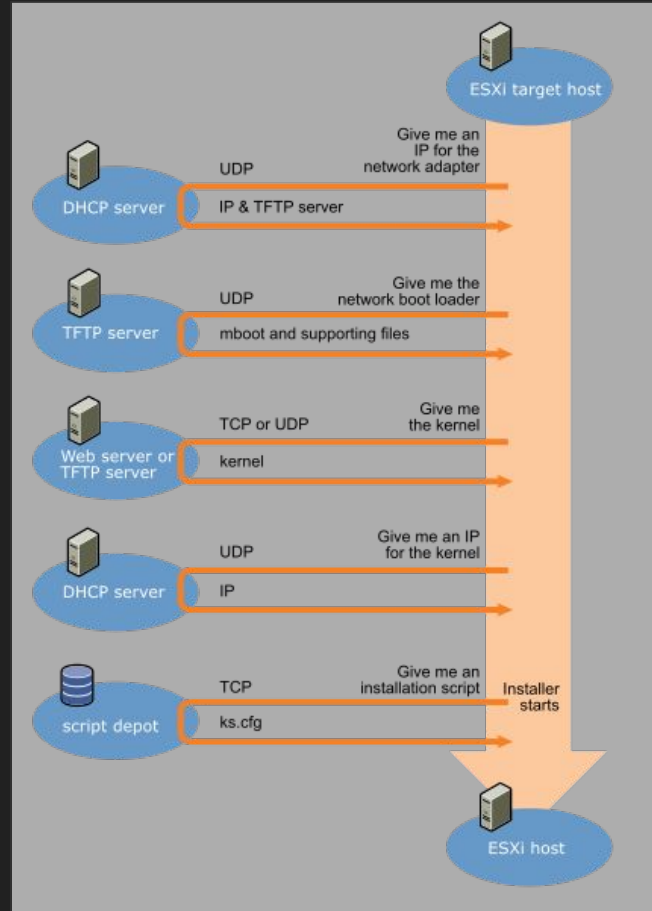 ESXi target host
Give me an
IP for the
network adapter
UDP
DHCP server
IP & TFTP server
Give me the
network boot loader
UDP
TFTP server
mboot and supporting files
Give me
the kernel
TCP or UDP
Web server or
TFTP server
kernel
Give me an IP
for the kernel
UDP
DHCP server
IP
Give me an
installation script
TCP
Installer
starts
script depot
ks.cfg
ESXi host